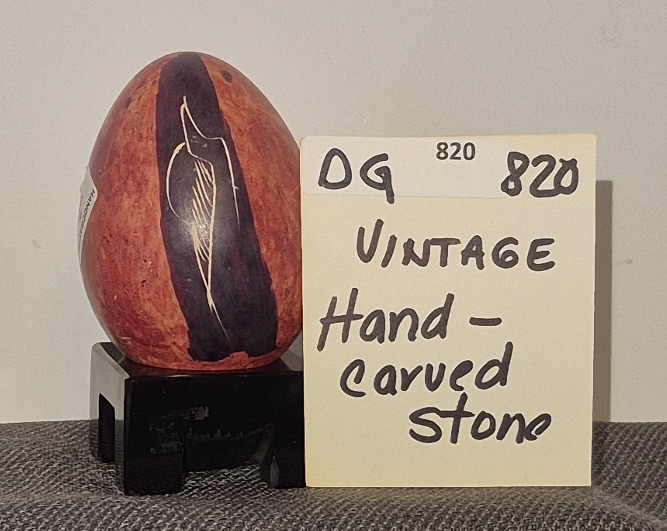 DG 820 820
VINTAGE
Hand-
carved
stone